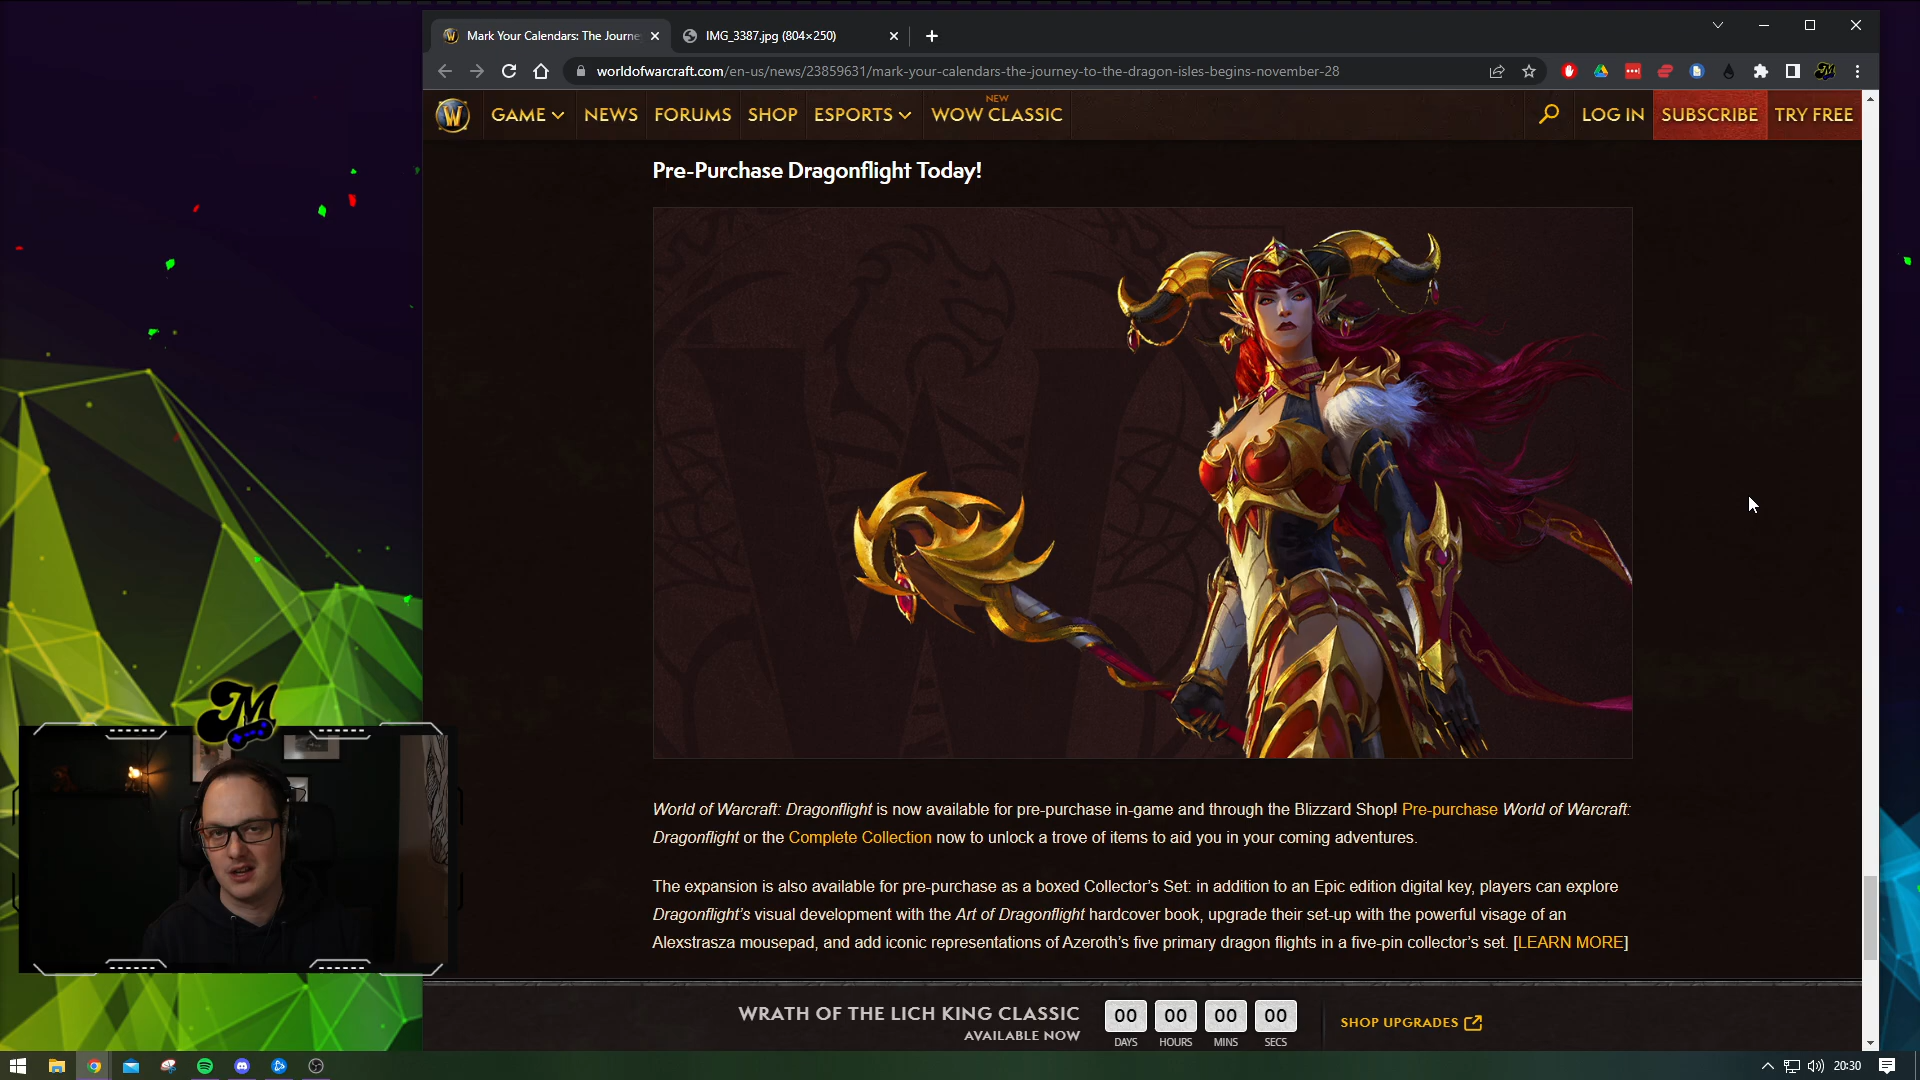 Mark Your Calendars: The Journe
IMG_3387.jpg (804×250)
worldofwarcraft.com/en-us/news/23859631/mark-your-calendars-the-journey-to-the-dragon-isles-begins-november-28
W GAME NEWS FORUMS SHOP ESPORTS NEW WOW CLASSIC LOG IN SUBSCRIBE TRY FREE
Pre-Purchase Dragonflight Today!
World of Warcraft: Dragonflight is now available for pre-purchase in-game and through the Blizzard Shop! Pre-purchase World of Warcraft:
Dragonflight or the Complete Collection now to unlock a trove of items to aid you in your coming adventures.
The expansion is also available for pre-purchase as a boxed Collector’s Set: in addition to an Epic edition digital key, players can explore
Dragonflight’s visual development with the Art of Dragonflight hardcover book, upgrade their set-up with the powerful visage of an
Alexstrasza mousepad, and add iconic representations of Azeroth’s five primary dragon flights in a five-pin collector’s set. [LEARN MORE]
M
WRATH OF THE LICH KING CLASSIC
AVAILABLE NOW
00 00 00 00
DAYS HOURS MINS SECS
SHOP UPGRADES
20:30